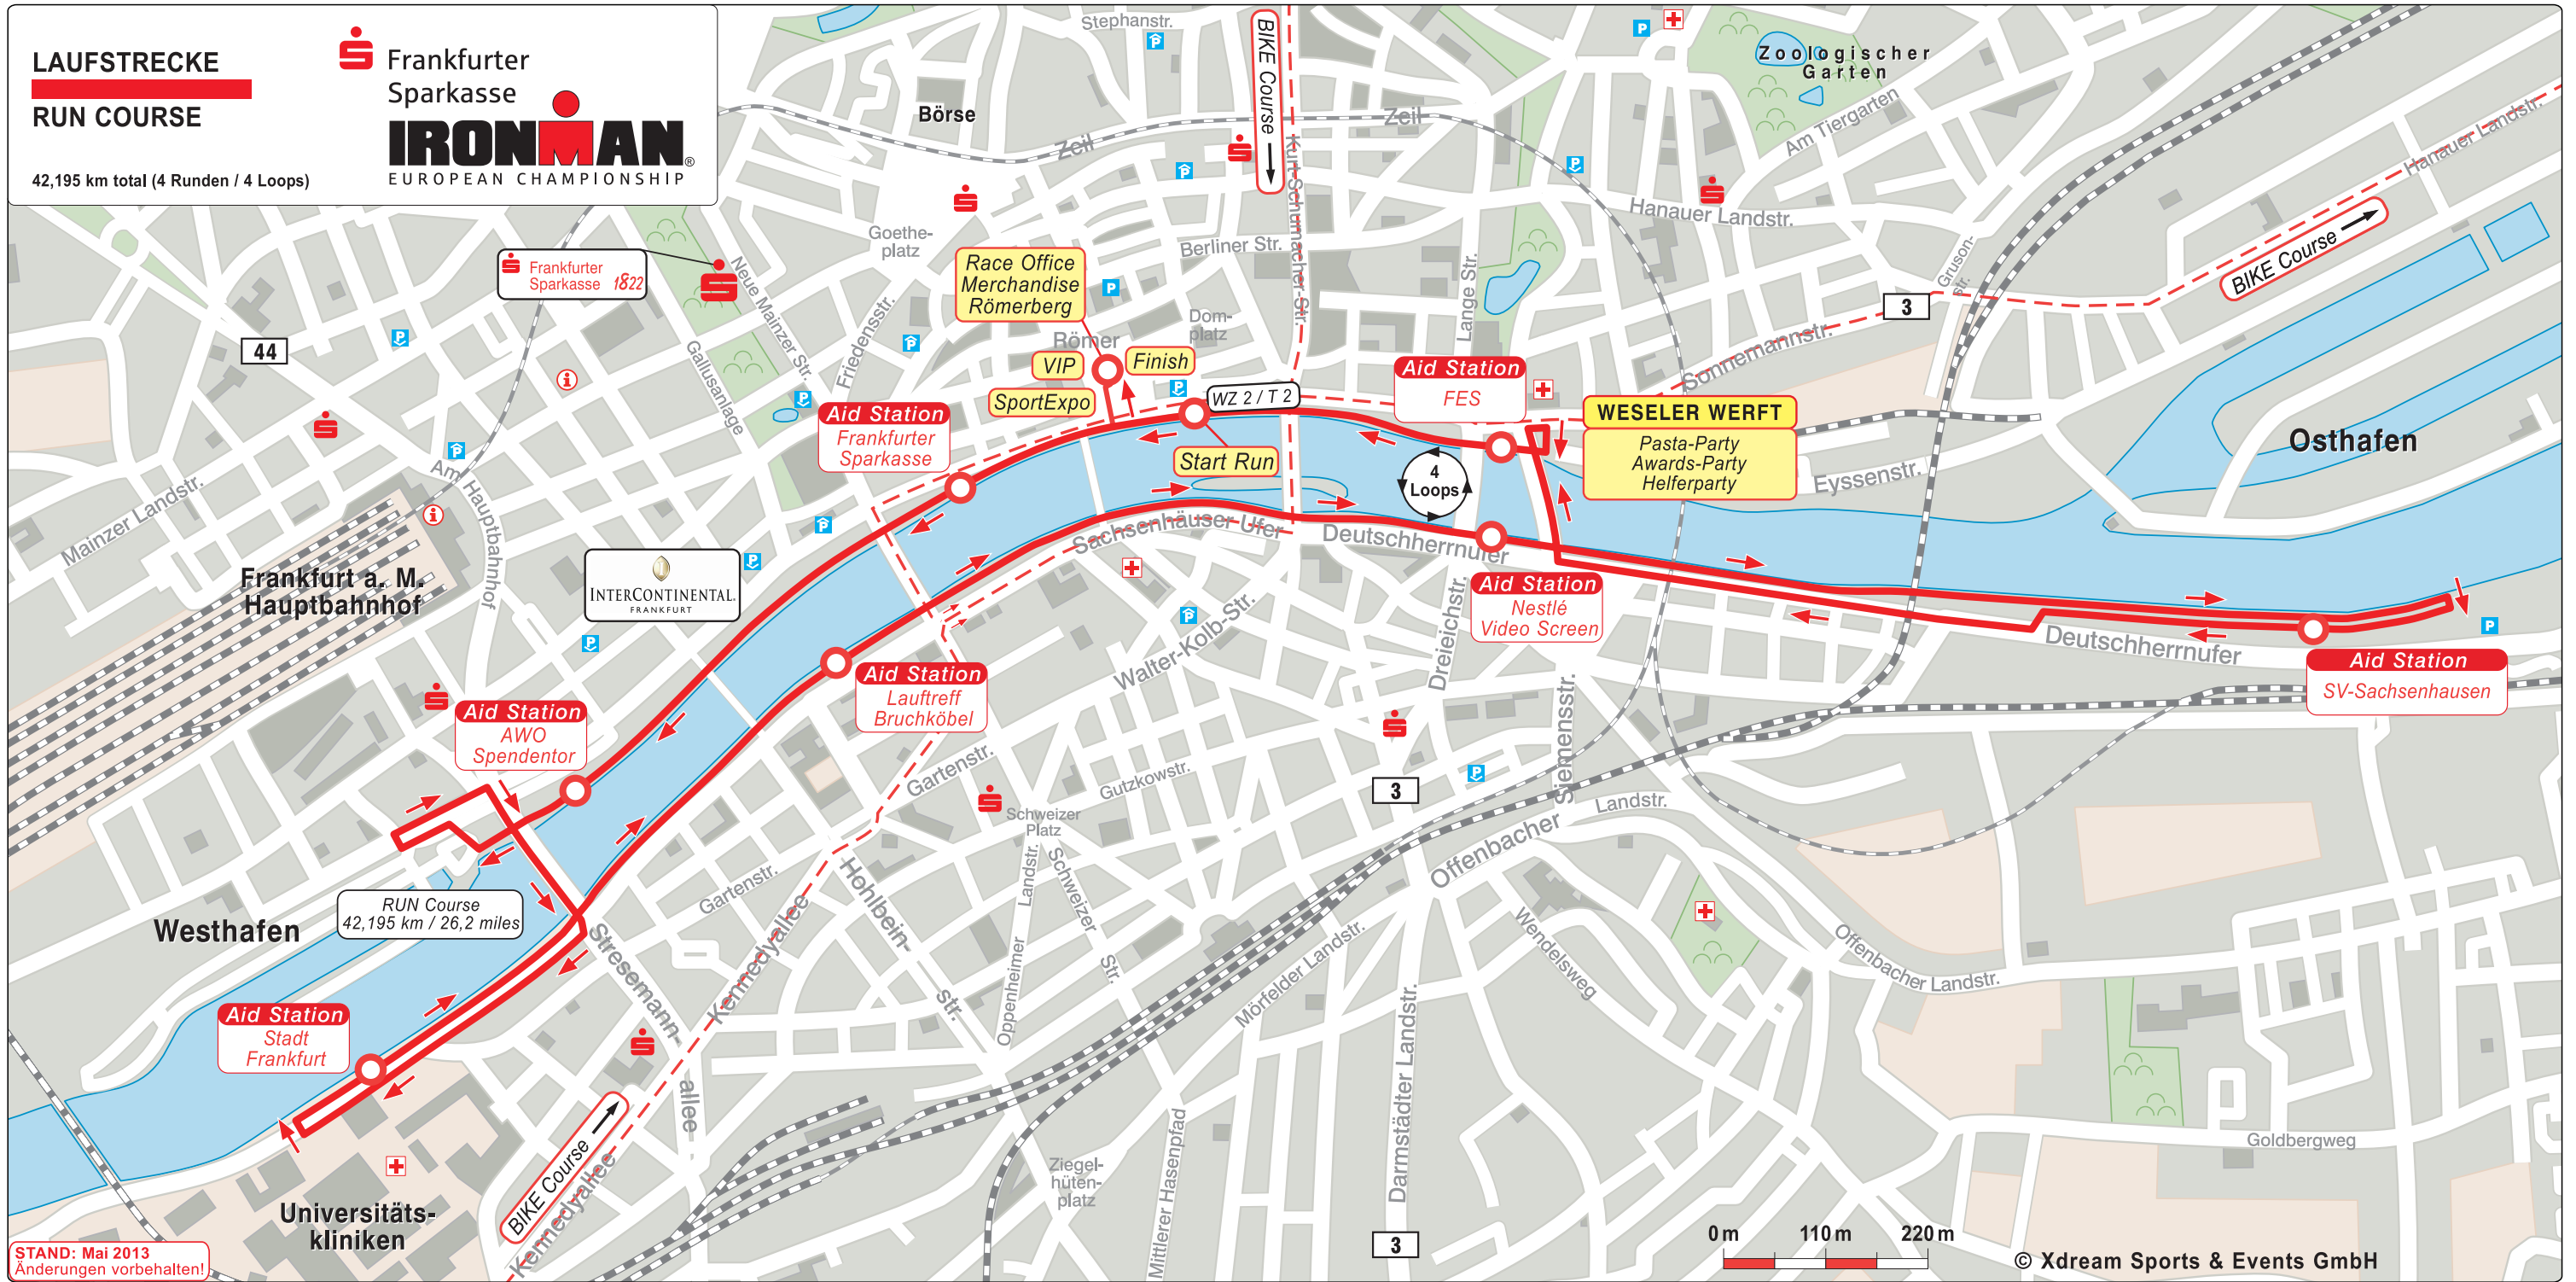 LAUFSTRECKE
RUN COURSE
42,195 km total (4 Runden / 4 Loops)
Frankfurter
Sparkasse
IRONMAN®
EUROPEAN CHAMPIONSHIP
Stephanstr.
BIKE Course
Zoologischer
Garten
Am Tiergarten
Hanauer Landstr.
Börse
Zeil
Zeil
Kurt-Schumacher-Str.
Hanauer Landstr.
Goethe-
platz
Berliner Str.
Lange Str.
Gruson-
str.
BIKE Course
Frankfurter
Sparkasse 1822
Neue Mainzer Str.
Race Office
Merchandise
Römerberg
Dom-
platz
Friedensstr.
Römer
VIP
Finish
SportExpo
44
3
Sonnemannstr.
Gallusanlage
WZ 2 / T 2
Aid Station
FES
WESELER WERFT
Pasta-Party
Awards-Party
Helferparty
Osthafen
Aid Station
Frankfurter
Sparkasse
Start Run
4
Loops
Eyssenstr.
Mainzer Landstr.
Am Hauptbahnhof
Sachsenhäuser Ufer
Deutschherrnufer
Frankfurt a. M.
Hauptbahnhof
INTERCONTINENTAL
FRANKFURT
Aid Station
Nestlé
Video Screen
Walter-Kolb-Str.
Dreieichstr.
Deutschherrnufer
Aid Station
SV-Sachsenhausen
Aid Station
Lauftreff
Bruchköbel
Aid Station
AWO
Spendentor
Siemensstr.
Gartenstr.
Gutzkowstr.
3
Landstr.
Offenbacher
Schweizer
Platz
Gartenstr.
Hohlbein-
str.
Schweizer
Str.
Oppenheimer Landstr.
RUN Course
42,195 km / 26,2 miles
Westhafen
Stresemann-
allee
Kennedyallee
Mörfelder Landstr.
Wendelsweg
Offenbacher Landstr.
Aid Station
Stadt
Frankfurt
Darmstädter Landstr.
BIKE Course
Kennedyallee
Universitäts-
kliniken
Ziegel-
hüten-
platz
Mittlerer Hasenpfad
Goldbergweg
3
0 m 110 m 220 m
STAND: Mai 2013
Änderungen vorbehalten!
© Xdream Sports & Events GmbH